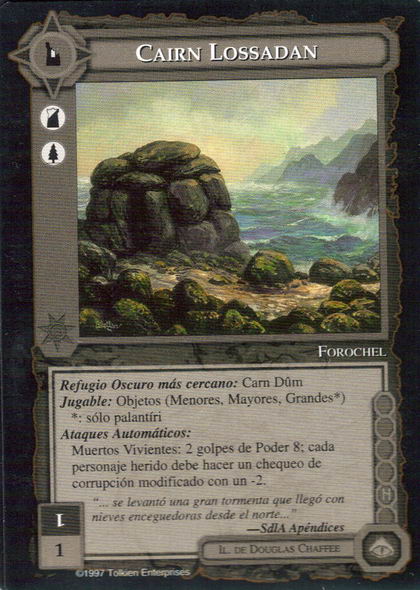 Cairn Lossadan
Forochel
Refugio Oscuro más cercano: Carn Dûm
Jugable: Objetos (Menores, Mayores, Grandes*)
*: sólo palantíri
Ataques Automáticos:
Muertos Vivientes: 2 golpes de Poder 8; cada
personaje herido debe hacer un chequeo de
corrupción modificado con un -2.
"... se levantó una gran tormenta que llegó con
nieves enceguedoras desde el norte..."
—SdlA Apéndices
1
1
Il. de Douglas Chaffee
©1997 Tolkien Enterprises